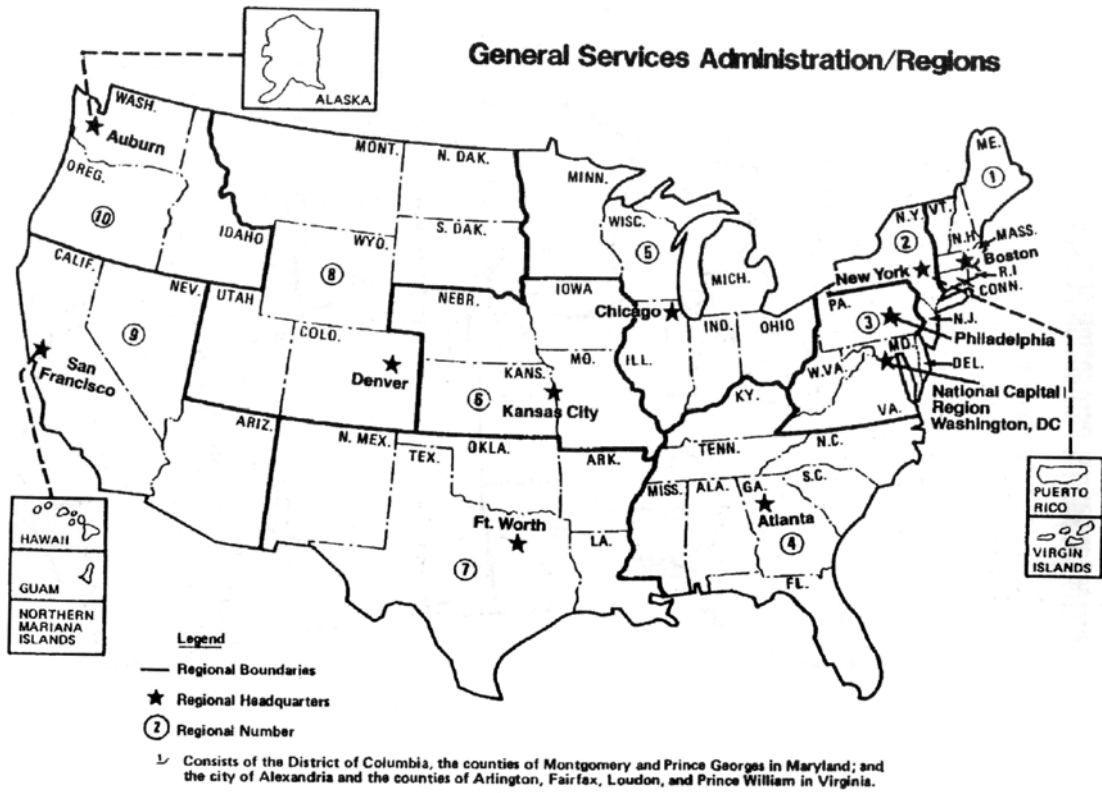 General Services Administration/Regions
ALASKA
WASH.
Auburn
OREG.
10
IDAHO
MONT.
N. DAK.
S. DAK.
WYO.
8
MINN.
WISC.
5
MICH.
ME.
1
N.Y.
VT.
2
N.H.
MASS.
Boston
New York
R.I
CONN.
CALIF.
NEV.
9
San
Francisco
UTAH
COLO.
Denver
NEBR.
IOWA
Chicago
KANS.
6
MO.
Kansas City
ILL.
IND.
OHIO
PA.
3
N.J.
Philadelphia
MD.
DEL.
W.VA.
VA.
National Capital
Region
Washington, DC
KY.
ARIZ.
N. MEX.
TEX.
OKLA.
ARK.
TENN.
N.C.
S.C.
MISS.
ALA.
GA.
Atlanta
4
FL.
Ft. Worth
7
LA.
HAWAII
GUAM
NORTHERN
MARIANA
ISLANDS
PUERTO
RICO
VIRGIN
ISLANDS
Legend
Regional Boundaries
Regional Headquarters
2 Regional Number
1/ Consists of the District of Columbia, the counties of Montgomery and Prince Georges in Maryland; and
the city of Alexandria and the counties of Arlington, Fairfax, Loudon, and Prince William in Virginia.